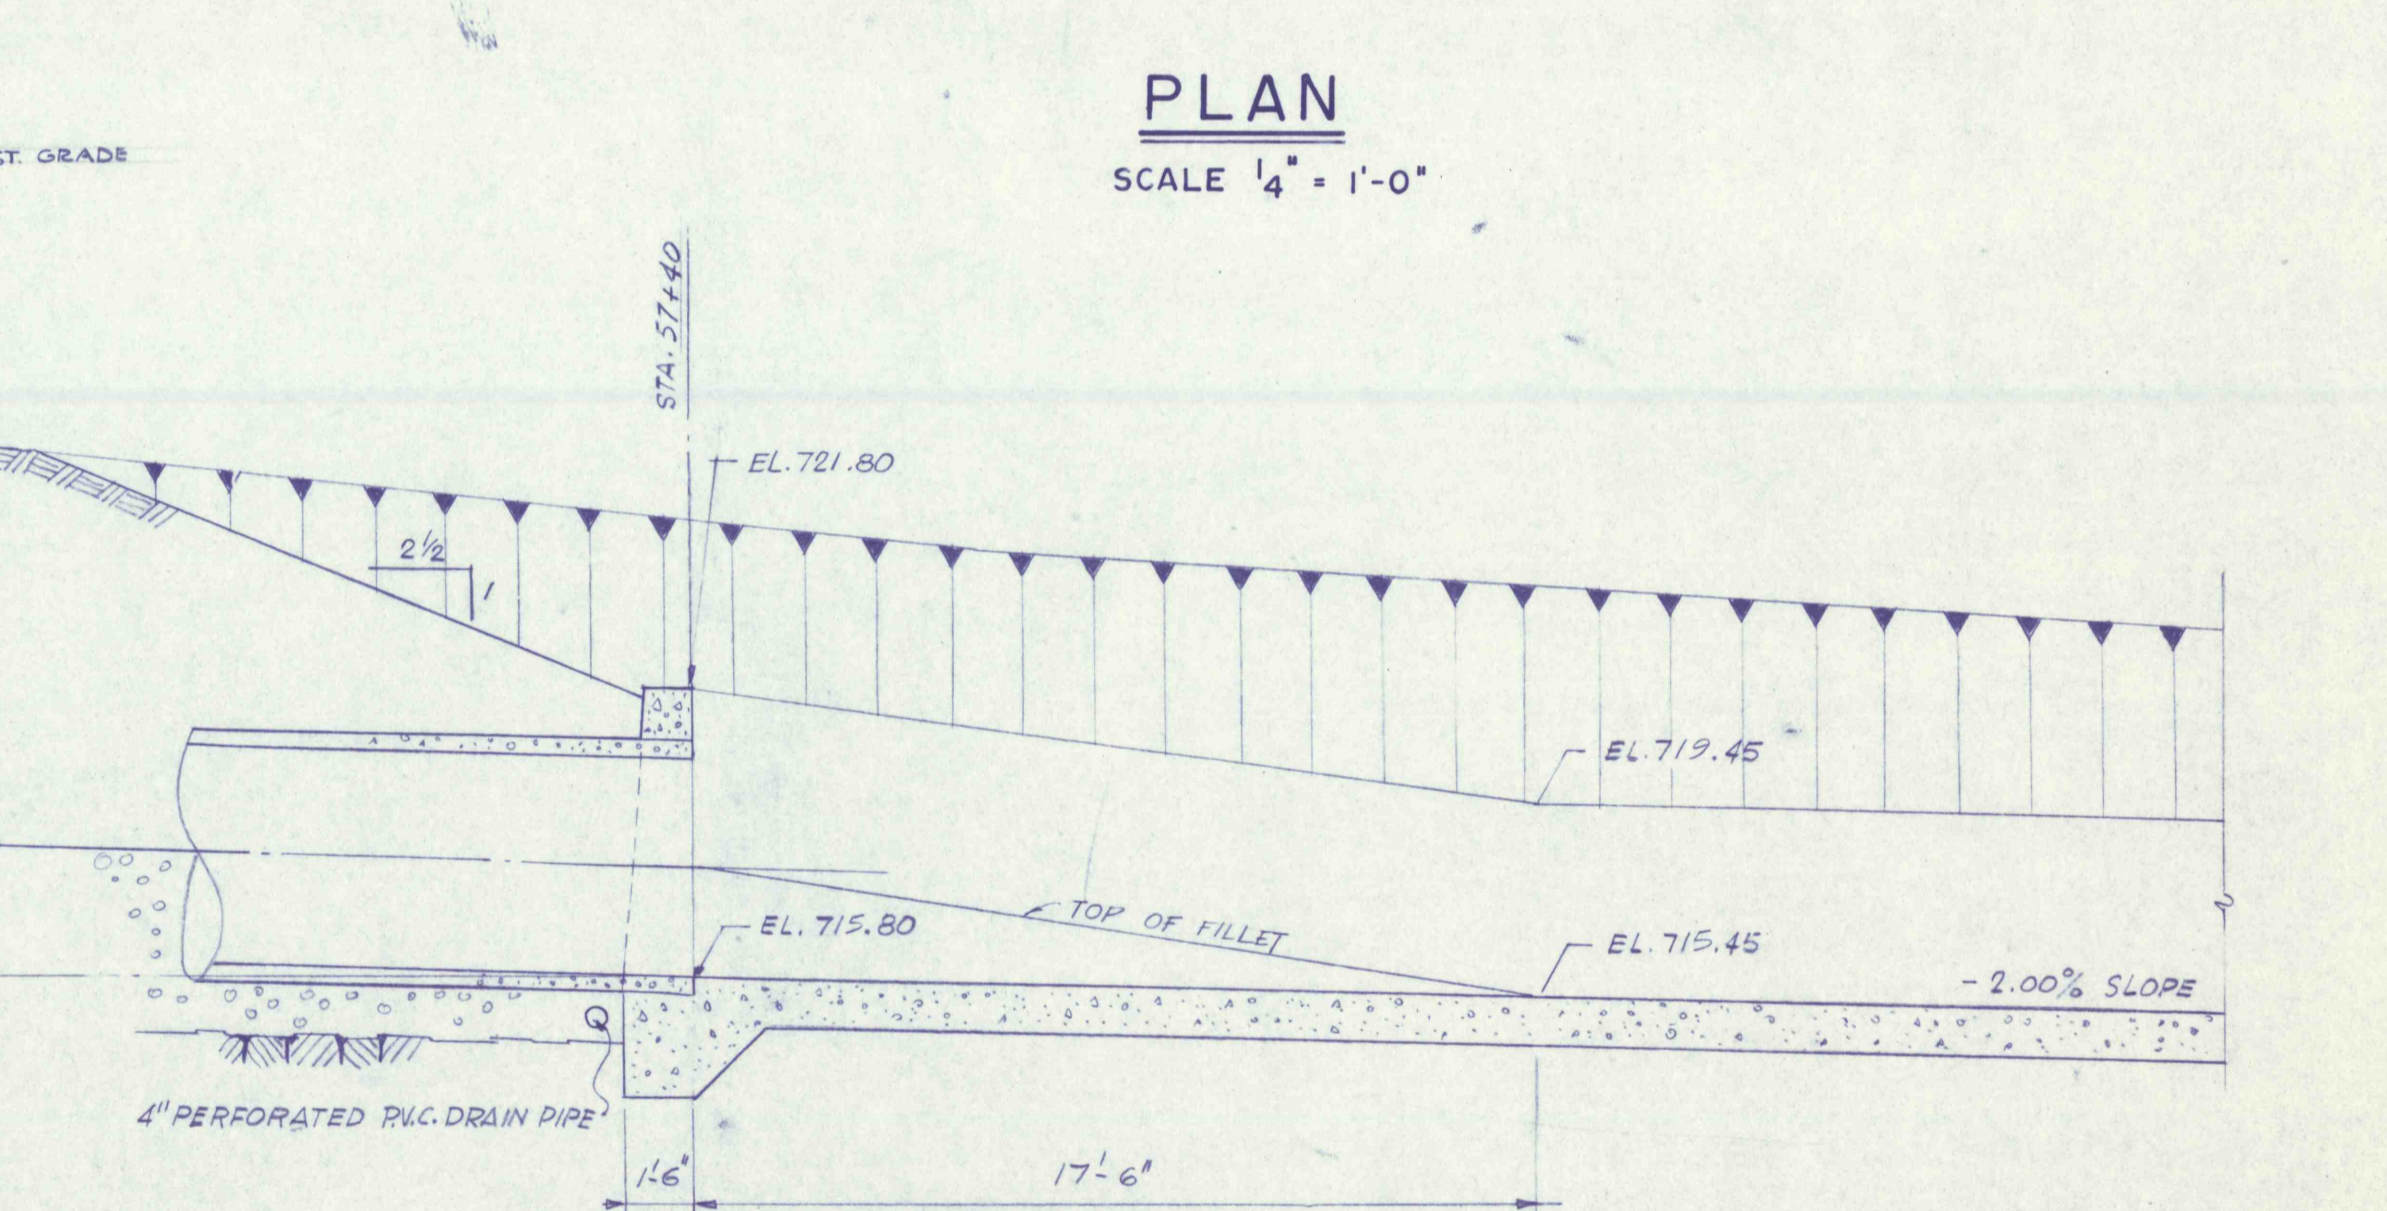 PLAN
SCALE 1/4" = 1'-0"
ST. GRADE
STA. 57+40
EL. 721.80
2 1/2
1
EL. 719.45
TOP OF FILLET
EL. 715.80
EL. 715.45
- 2.00% SLOPE
4" PERFORATED P.V.C. DRAIN PIPE
1'-6"
17'-6"